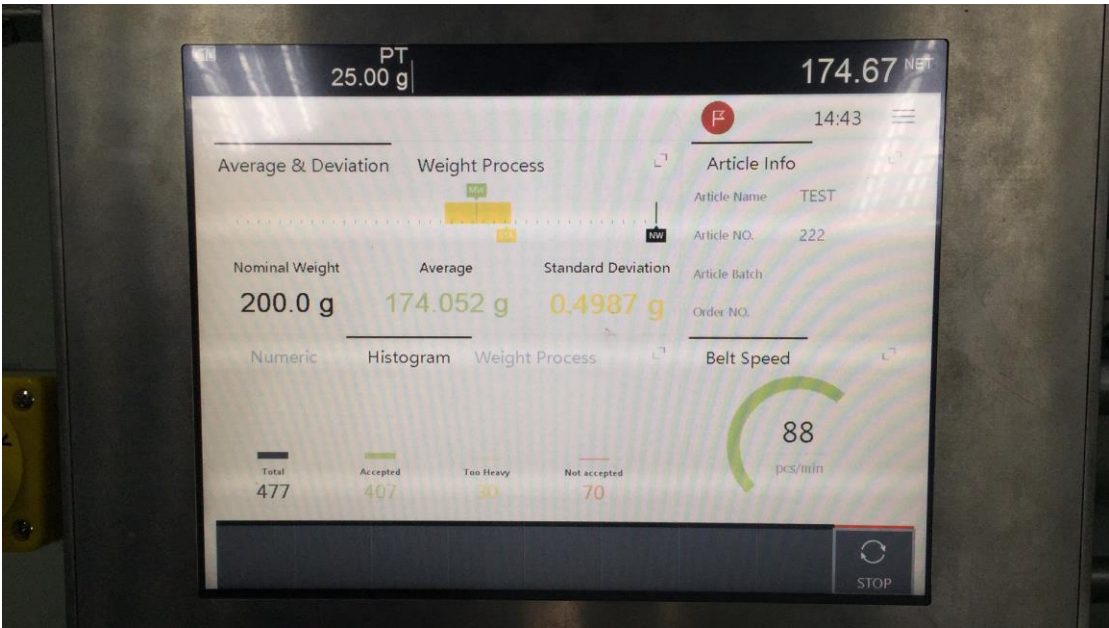 PT
25.00 g
174.67 NET
14:43
Average & Deviation Weight Process
Article Info
MW
Article Name TEST
NW
Article NO. 222
Nominal Weight Average Standard Deviation
Article Batch
200.0 g 174.052 g 0.4987 g
Order NO.
Numeric Histogram Weight Process
Belt Speed
88
pcs/min
Total Accepted Too Heavy Not accepted
477 407 30 70
STOP